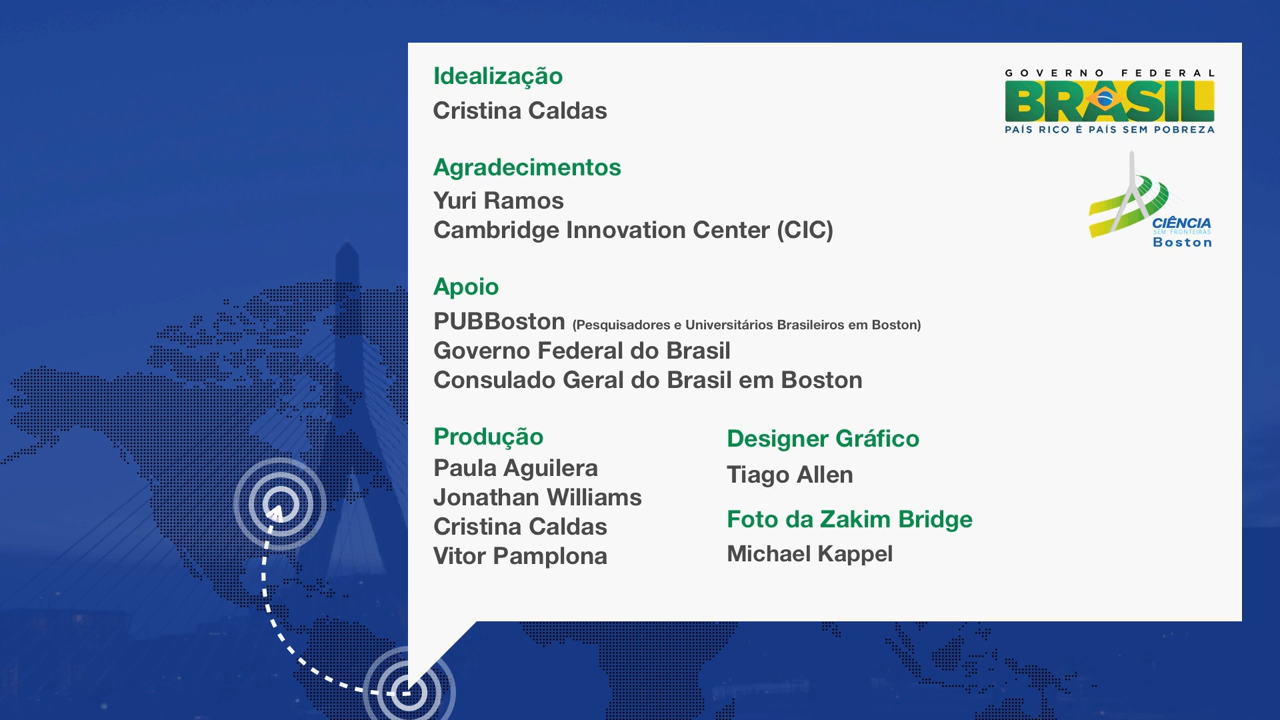 Idealização
Cristina Caldas
Agradecimentos
Yuri Ramos
Cambridge Innovation Center (CIC)
Apoio
PUBBoston (Pesquisadores e Universitários Brasileiros em Boston)
Governo Federal do Brasil
Consulado Geral do Brasil em Boston
Produção
Paula Aguilera
Jonathan Williams
Cristina Caldas
Vitor Pamplona
Designer Gráfico
Tiago Allen
Foto da Zakim Bridge
Michael Kappel
GOVERNO FEDERAL
BRASIL
PAÍS RICO É PAÍS SEM POBREZA
CIÊNCIA
SEM FRONTEIRAS
Boston